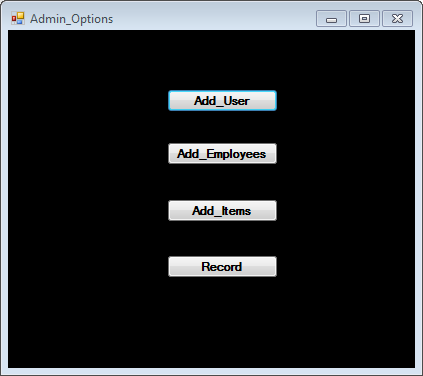 Admin_Options
Add_User
Add_Employees
Add_Items
Record